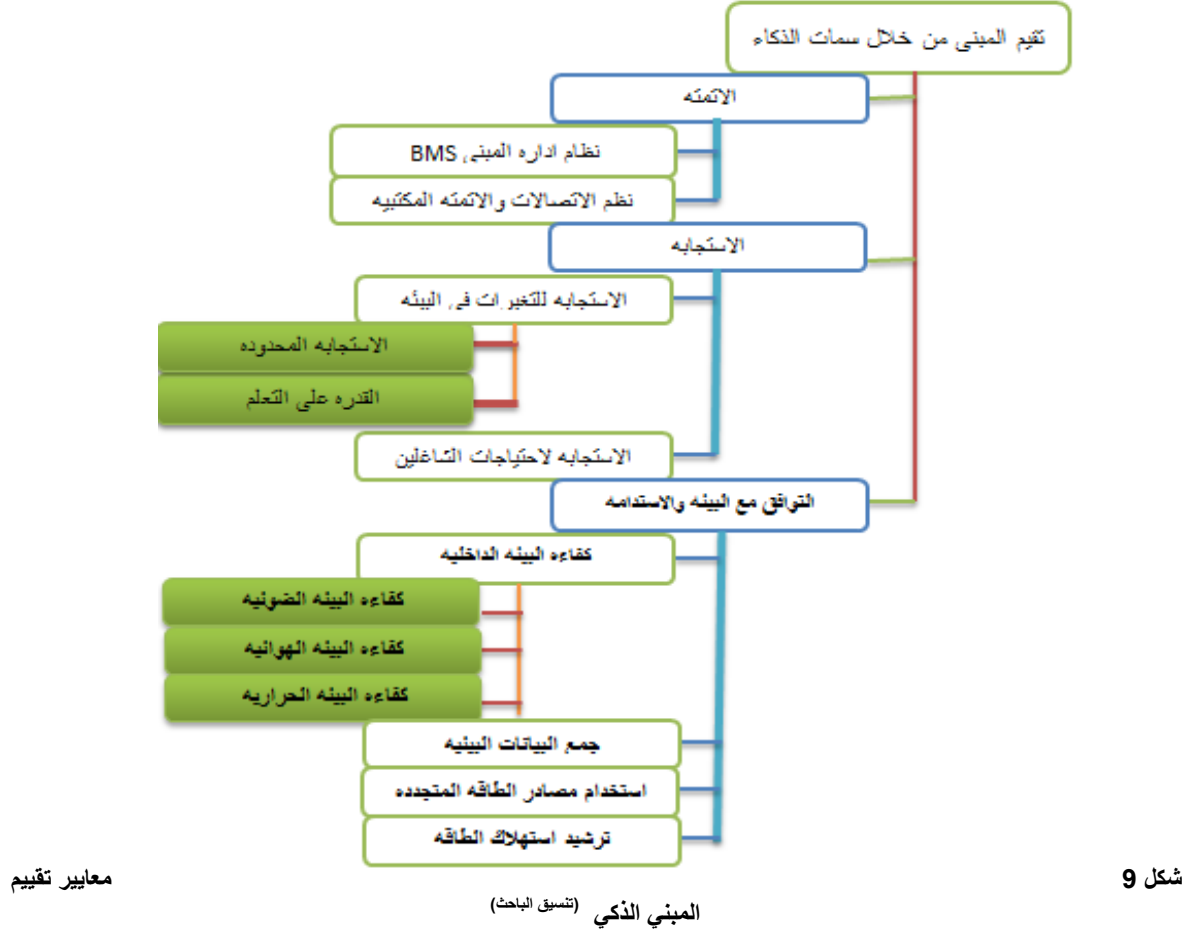 تقيم المبنى من خلال سمات الذكاء
الاتمته
نظام اداره المبنى BMS
نظم الاتصالات والاتمته المكتبيه
الاستجابه
الاستجابه للتغيرات فى البيئه
الاستجابه المحدوده
القدره على التعلم
الاستجابه لاحتياجات الشاغلين
التوافق مع البيئه والاستدامه
كفاءه البيئه الداخليه
كفاءه البيئه الضوئيه
كفاءه البيئه الهوائيه
كفاءه البيئه الحراريه
جمع البيانات البيئيه
استخدام مصادر الطاقه المتجدده
ترشيد استهلاك الطاقه
شكل 9 معايير تقييم
المبني الذكي (تنسيق الباحث)